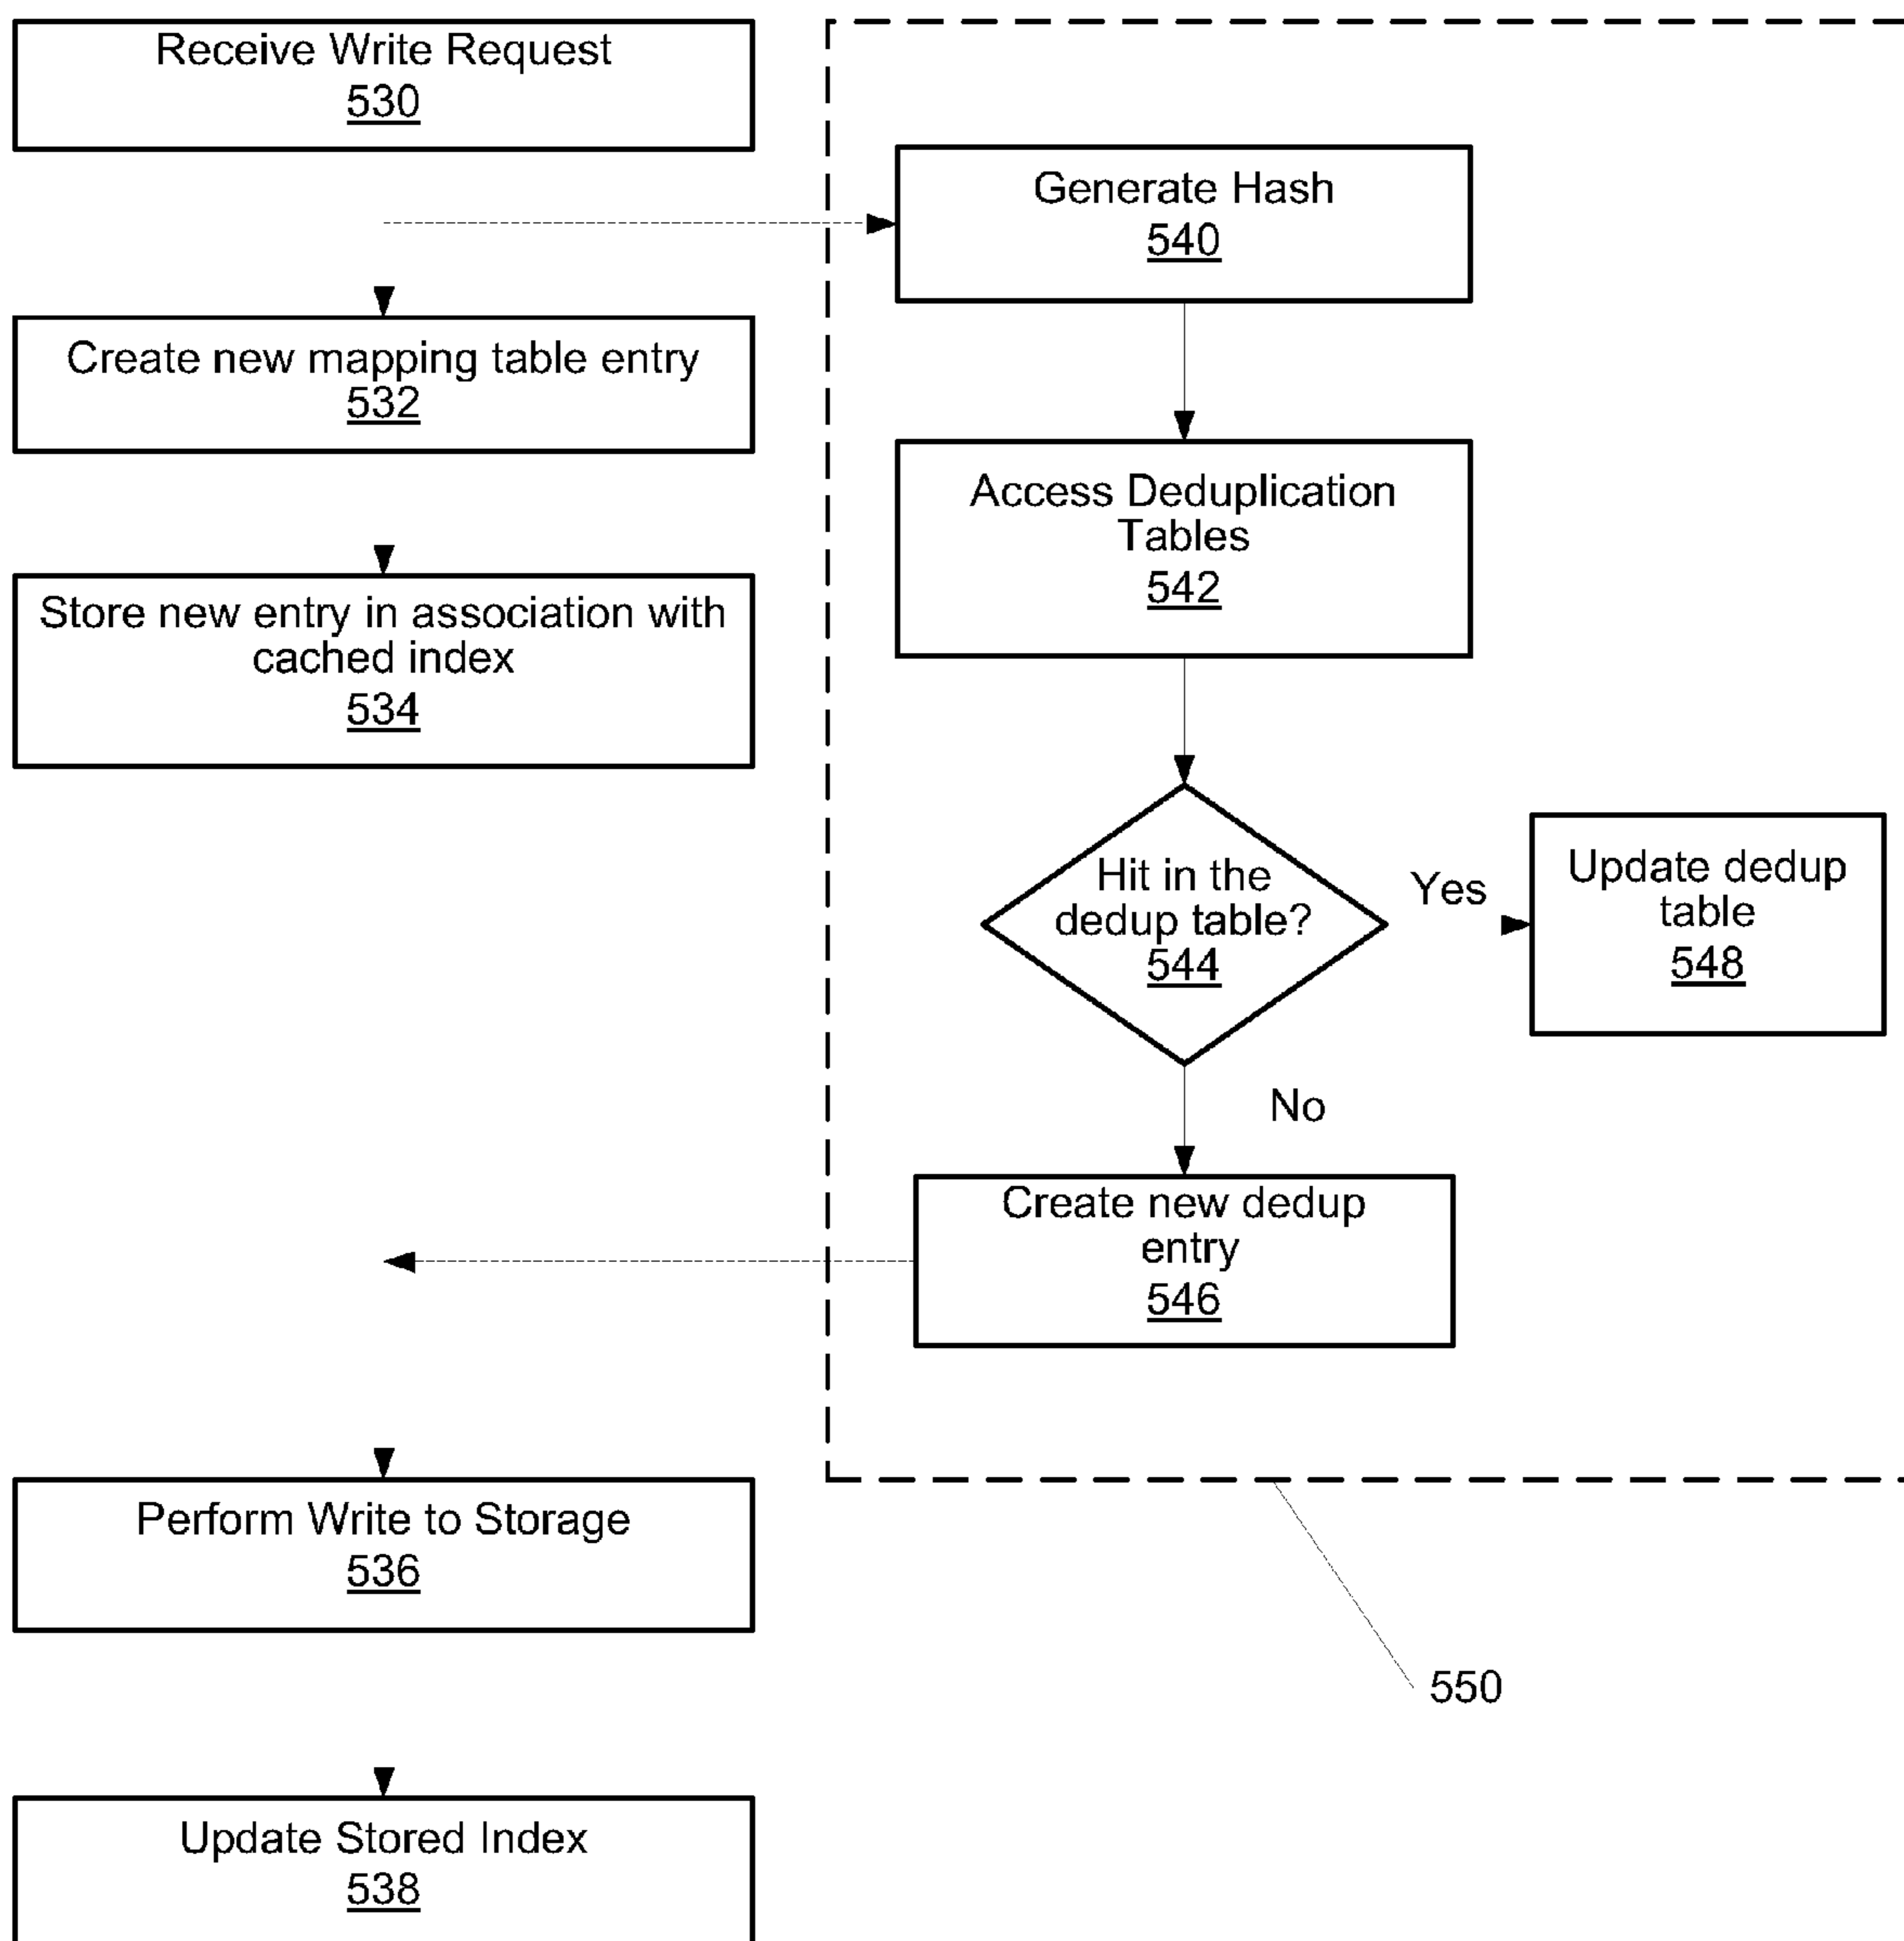 Receive Write Request
530
Create new mapping table entry
532
Store new entry in association with
cached index
534
Perform Write to Storage
536
Update Stored Index
538
Generate Hash
540
Access Deduplication
Tables
542
Hit in the
dedup table?
544
Yes
Update dedup
table
548
No
Create new dedup
entry
546
550